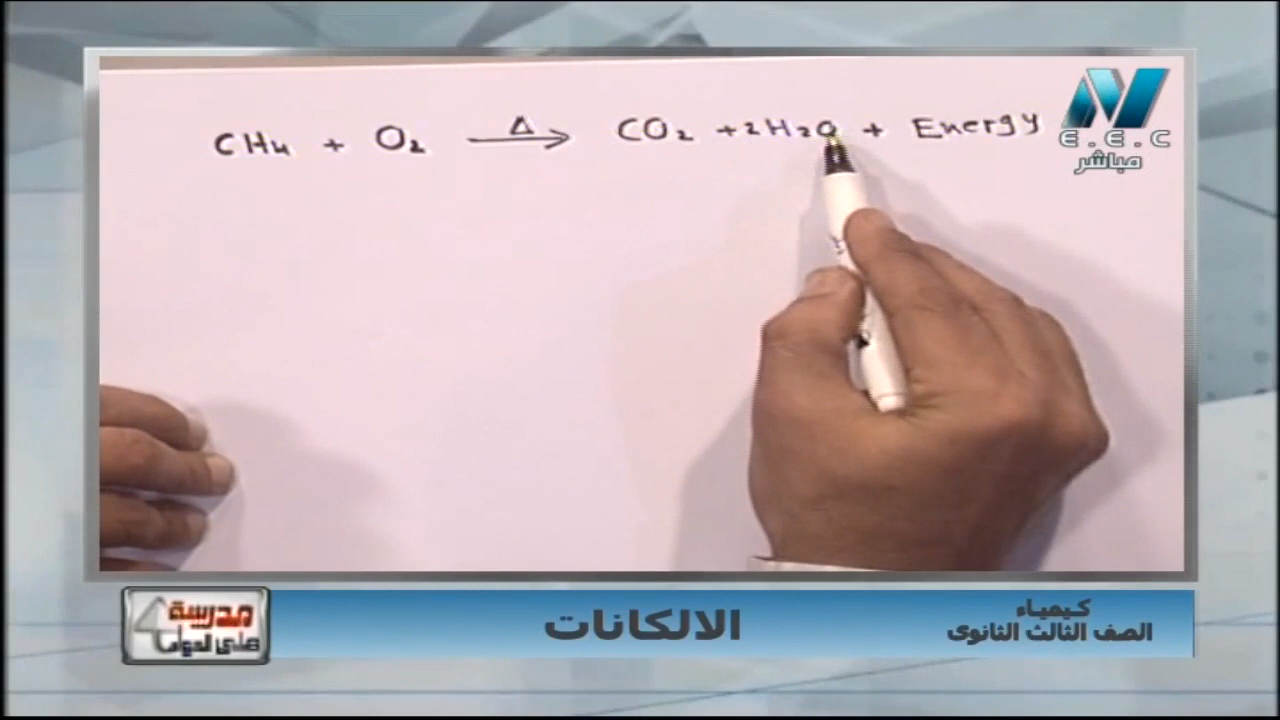 CH₄ + O₂ —Δ→ CO₂ + 2H₂O + Energy
E.E.C
مباشر
مدرسة
على الهواء
الالكانات
كيمياء
الصف الثالث الثانوى